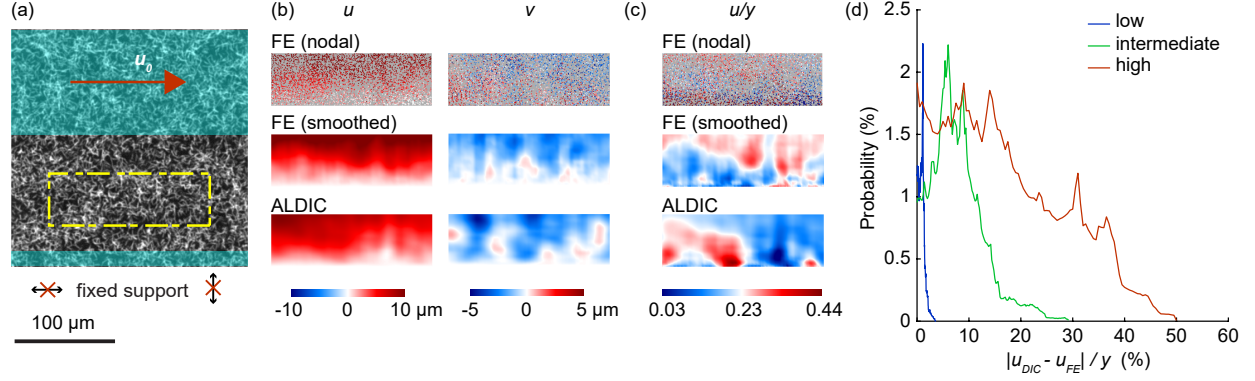 (a)
u₀
fixed support
100 µm
(b)
u
v
FE (nodal)
FE (smoothed)
ALDIC
-10 0 10 µm
-5 0 5 µm
(c)
u/y
FE (nodal)
FE (smoothed)
ALDIC
0.03 0.23 0.44
(d)
low
intermediate
high
Probability (%)
2.5
2
1.5
1
0.5
0
0 10 20 30 40 50 60
|u_DIC - u_FE| / y (%)